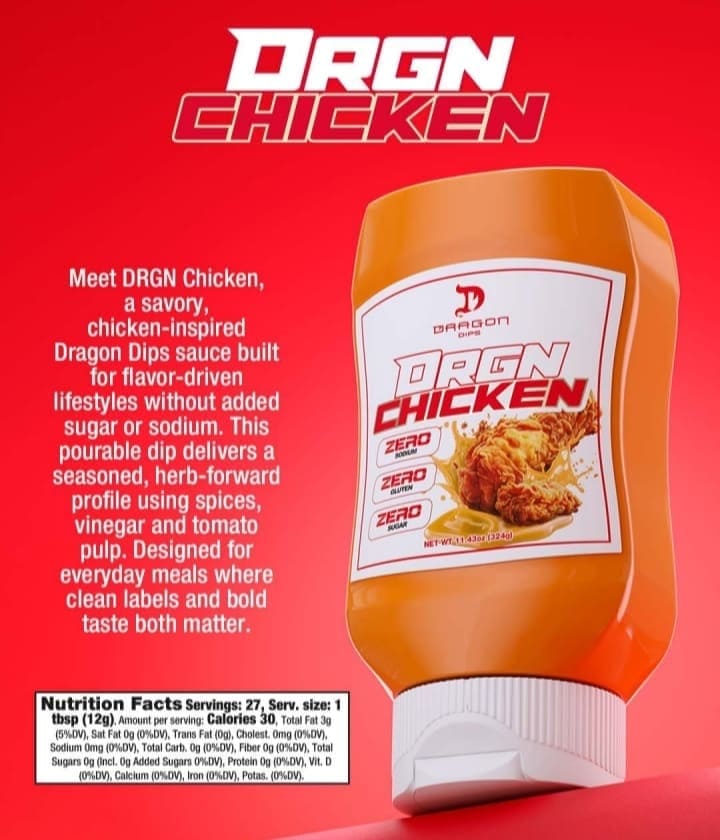 DRGN
CHICKEN
Meet DRGN Chicken,
a savory,
chicken-inspired
Dragon Dips sauce built
for flavor-driven
lifestyles without added
sugar or sodium. This
pourable dip delivers a
seasoned, herb-forward
profile using spices,
vinegar and tomato
pulp. Designed for
everyday meals where
clean labels and bold
taste both matter.
D
DRAGON
DIPS
DRGN
CHICKEN
ZERO
SODIUM
ZERO
GLUTEN
ZERO
SUGAR
NET-WT-11.43oz (324g)
Nutrition Facts Servings: 27, Serv. size: 1
tbsp (12g), Amount per serving: Calories 30, Total Fat 3g
(5%DV), Sat Fat 0g (0%DV), Trans Fat (0g), Cholest. 0mg (0%DV),
Sodium 0mg (0%DV), Total Carb. 0g (0%DV), Fiber 0g (0%DV), Total
Sugars 0g (Incl. 0g Added Sugars 0%DV), Protein 0g (0%DV), Vit. D
(0%DV), Calcium (0%DV), Iron (0%DV), Potas. (0%DV).